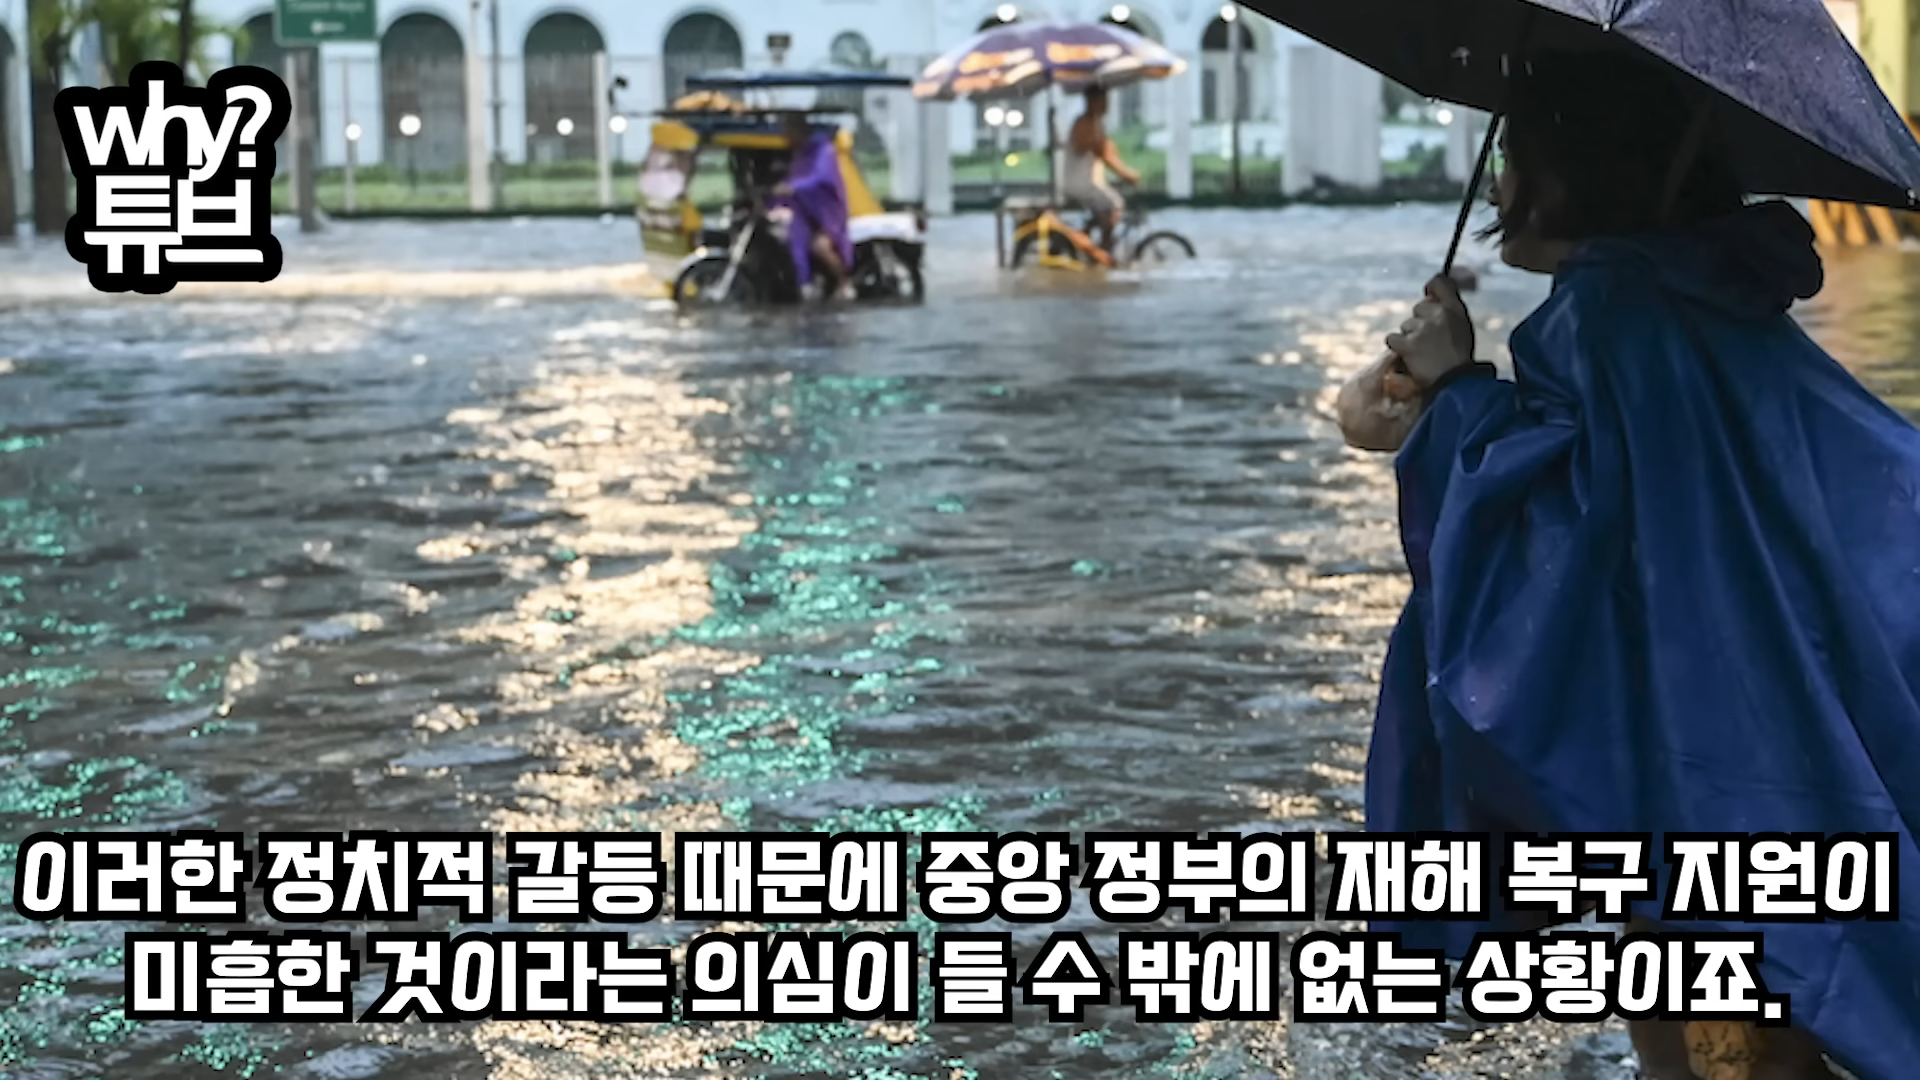 why?
튜브
이러한 정치적 갈등 때문에 중앙 정부의 재해 복구 지원이
미흡한 것이라는 의심이 들 수 밖에 없는 상황이죠.